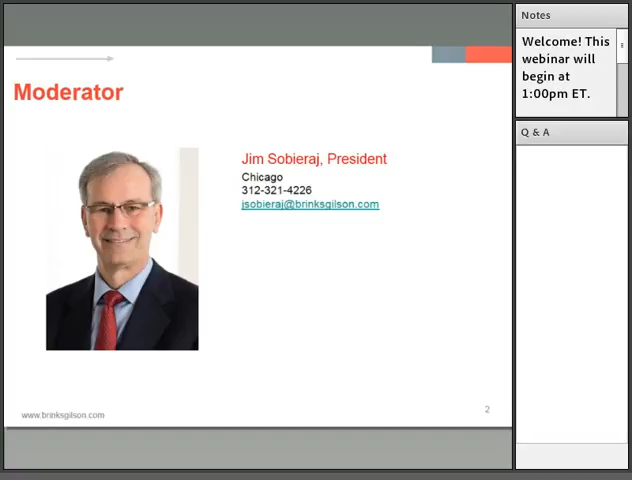 Moderator
Jim Sobieraj, President
Chicago
312-321-4226
jsobieraj@brinksgilson.com
www.brinksgilson.com
2
Notes
Welcome! This
webinar will
begin at
1:00pm ET.
Q & A